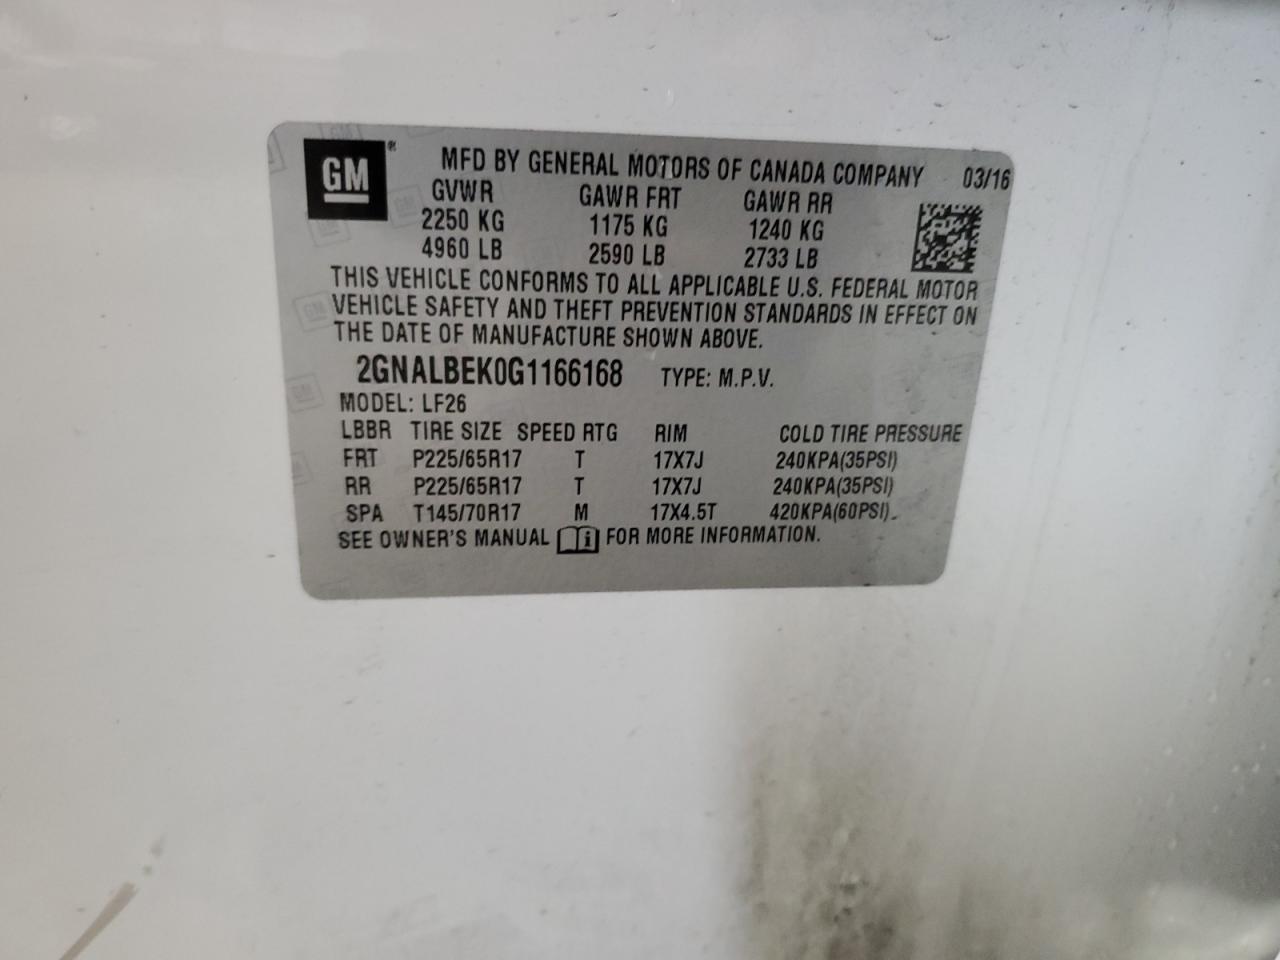 GM® MFD BY GENERAL MOTORS OF CANADA COMPANY 03/16
GVWR GAWR FRT GAWR RR
2250 KG 1175 KG 1240 KG
4960 LB 2590 LB 2733 LB
THIS VEHICLE CONFORMS TO ALL APPLICABLE U.S. FEDERAL MOTOR
VEHICLE SAFETY AND THEFT PREVENTION STANDARDS IN EFFECT ON
THE DATE OF MANUFACTURE SHOWN ABOVE.
2GNALBEK0G1166168 TYPE: M.P.V.
MODEL: LF26
LBBR TIRE SIZE SPEED RTG RIM COLD TIRE PRESSURE
FRT P225/65R17 T 17X7J 240KPA(35PSI)
RR P225/65R17 T 17X7J 240KPA(35PSI)
SPA T145/70R17 M 17X4.5T 420KPA(60PSI)
SEE OWNER'S MANUAL i FOR MORE INFORMATION.